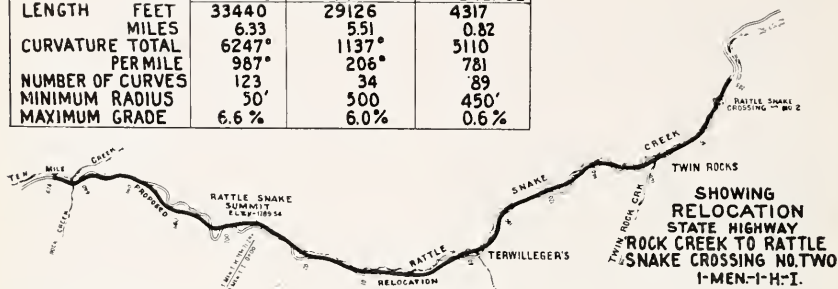 LENGTH FEET 33440 29126 4317
MILES 6.33 5.51 0.82
CURVATURE TOTAL 6247° 1137° 5110
PER MILE 987° 206° 781
NUMBER OF CURVES 123 34 89
MINIMUM RADIUS 50' 500 450'
MAXIMUM GRADE 6.6% 6.0% 0.6%
RATTLE SNAKE
CROSSING NO 2
TEN MILE CREEK
ROCK CREEK
PROPOSED
RATTLE SNAKE
SUMMIT
RATTLE SNAKE CREEK
RELOCATION
TERWILLEGER'S
TWIN ROCKS
TWIN ROCK CRK
SHOWING
RELOCATION
STATE HIGHWAY
ROCK CREEK TO RATTLE
SNAKE CROSSING NO. TWO
1-MEN.-1-H-I.